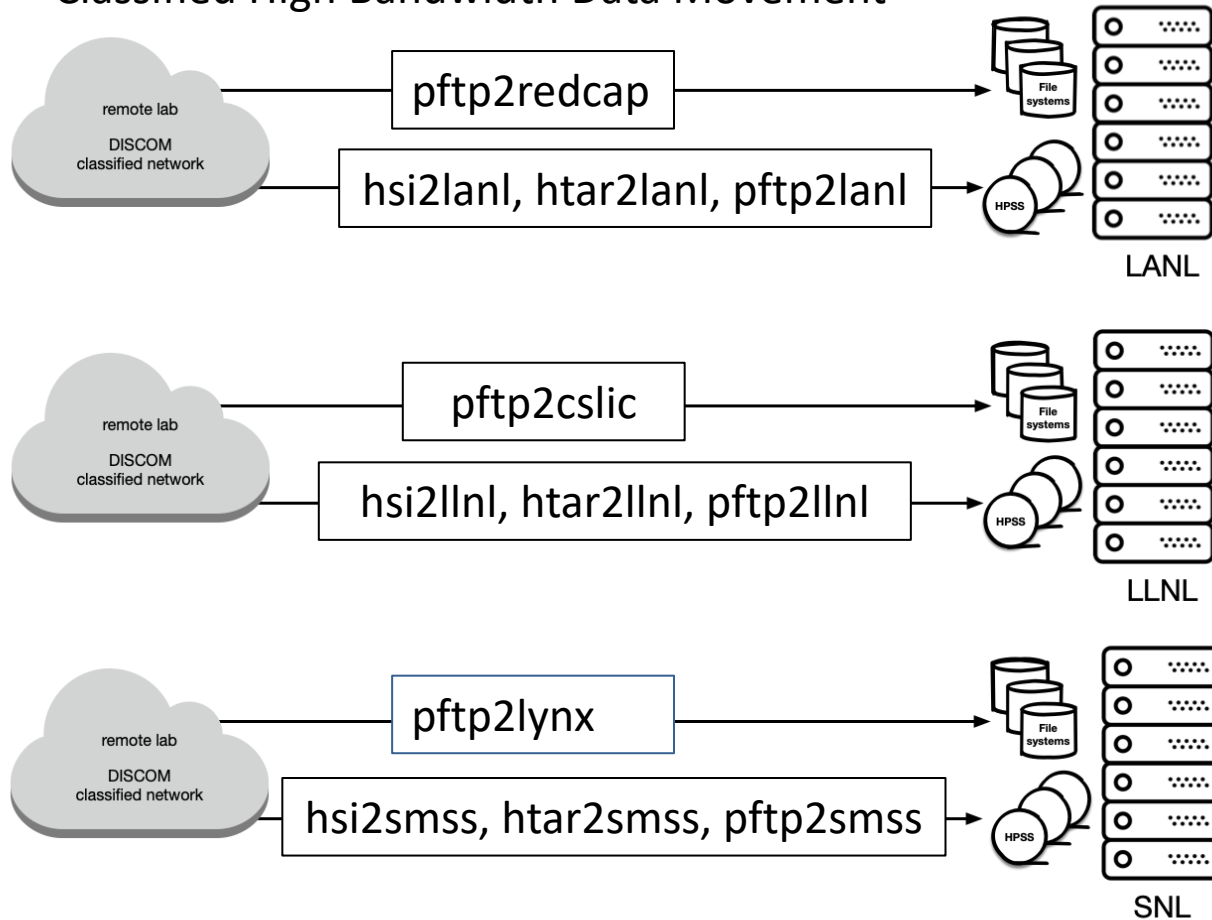 Classified High Bandwidth Data Movement
remote lab
DISCOM
classified network
pftp2redcap
File
systems
hsi2lanl, htar2lanl, pftp2lanl
HPSS
LANL
remote lab
DISCOM
classified network
pftp2cslic
File
systems
hsi2llnl, htar2llnl, pftp2llnl
HPSS
LLNL
remote lab
DISCOM
classified network
pftp2lynx
File
systems
hsi2smss, htar2smss, pftp2smss
HPSS
SNL